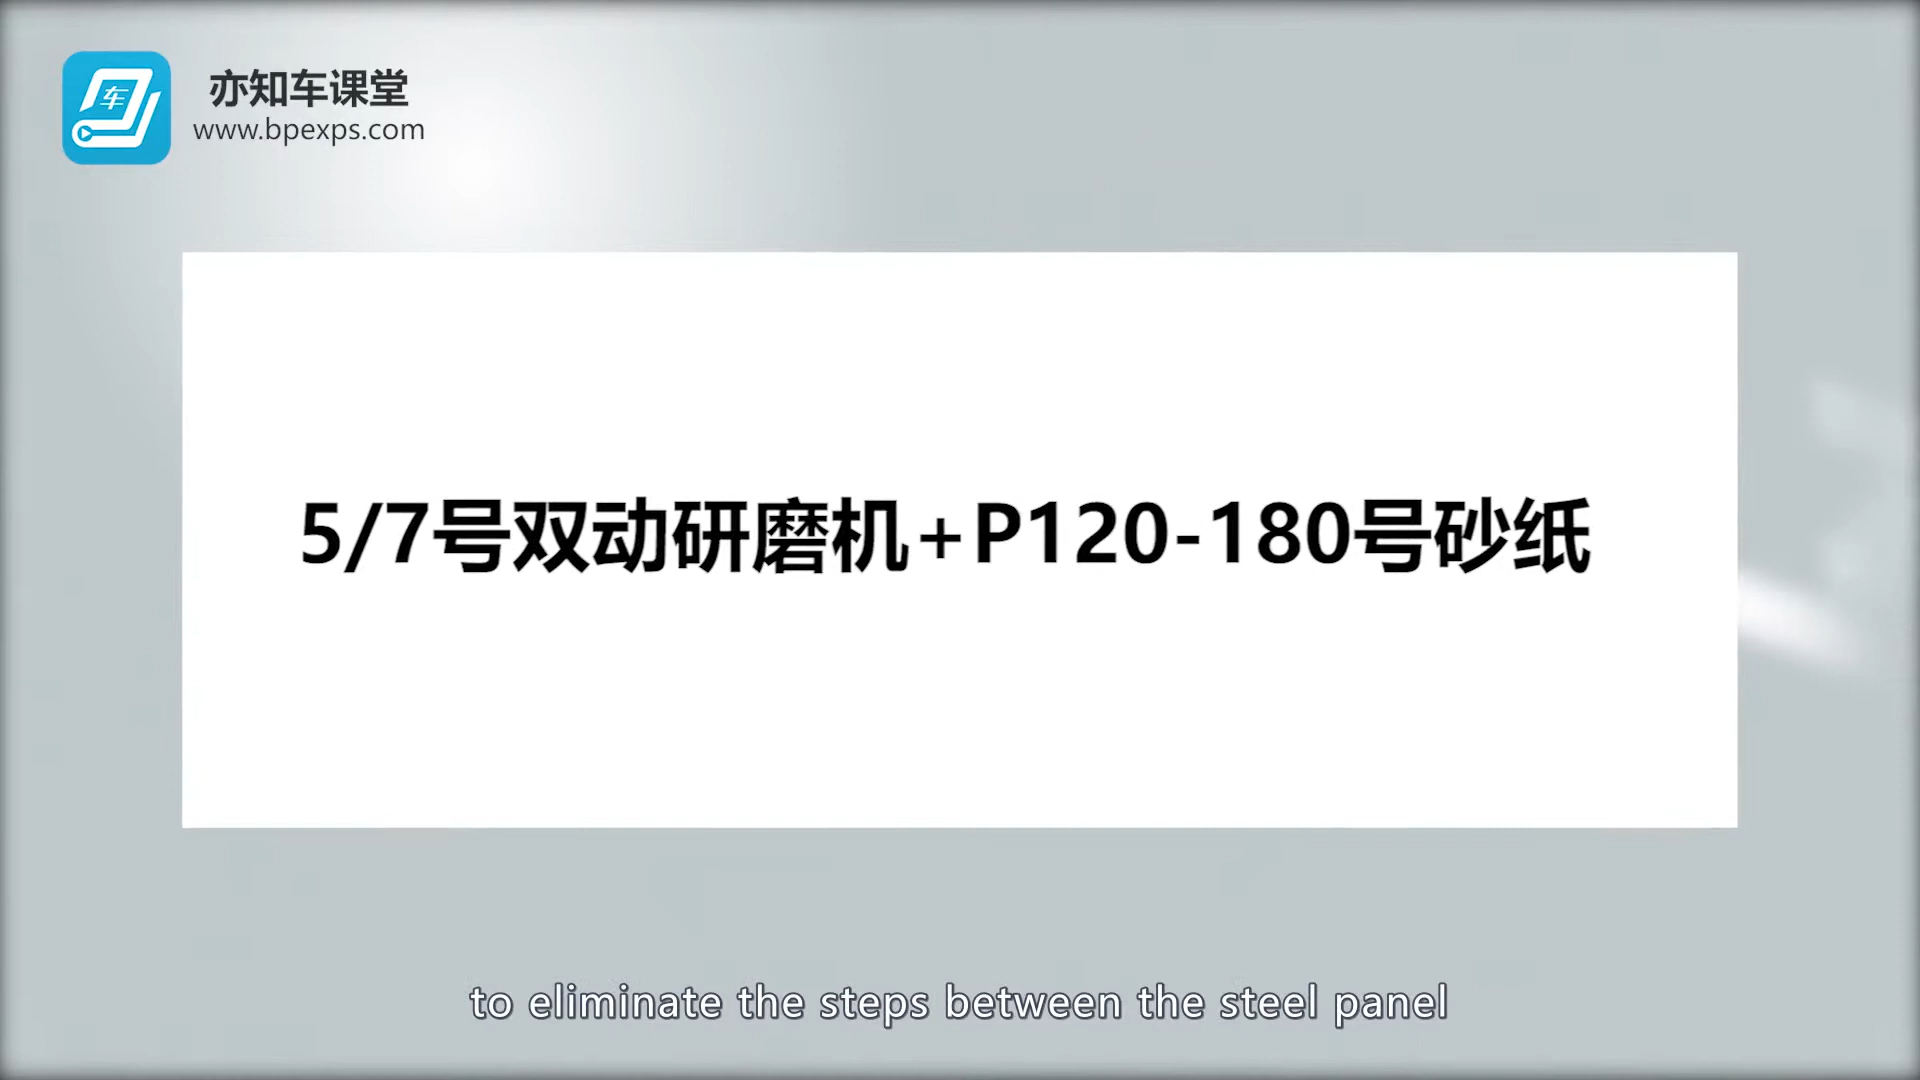 车
亦知车课堂
www.bpexps.com
5/7号双动研磨机+P120-180号砂纸
to eliminate the steps between the steel panel